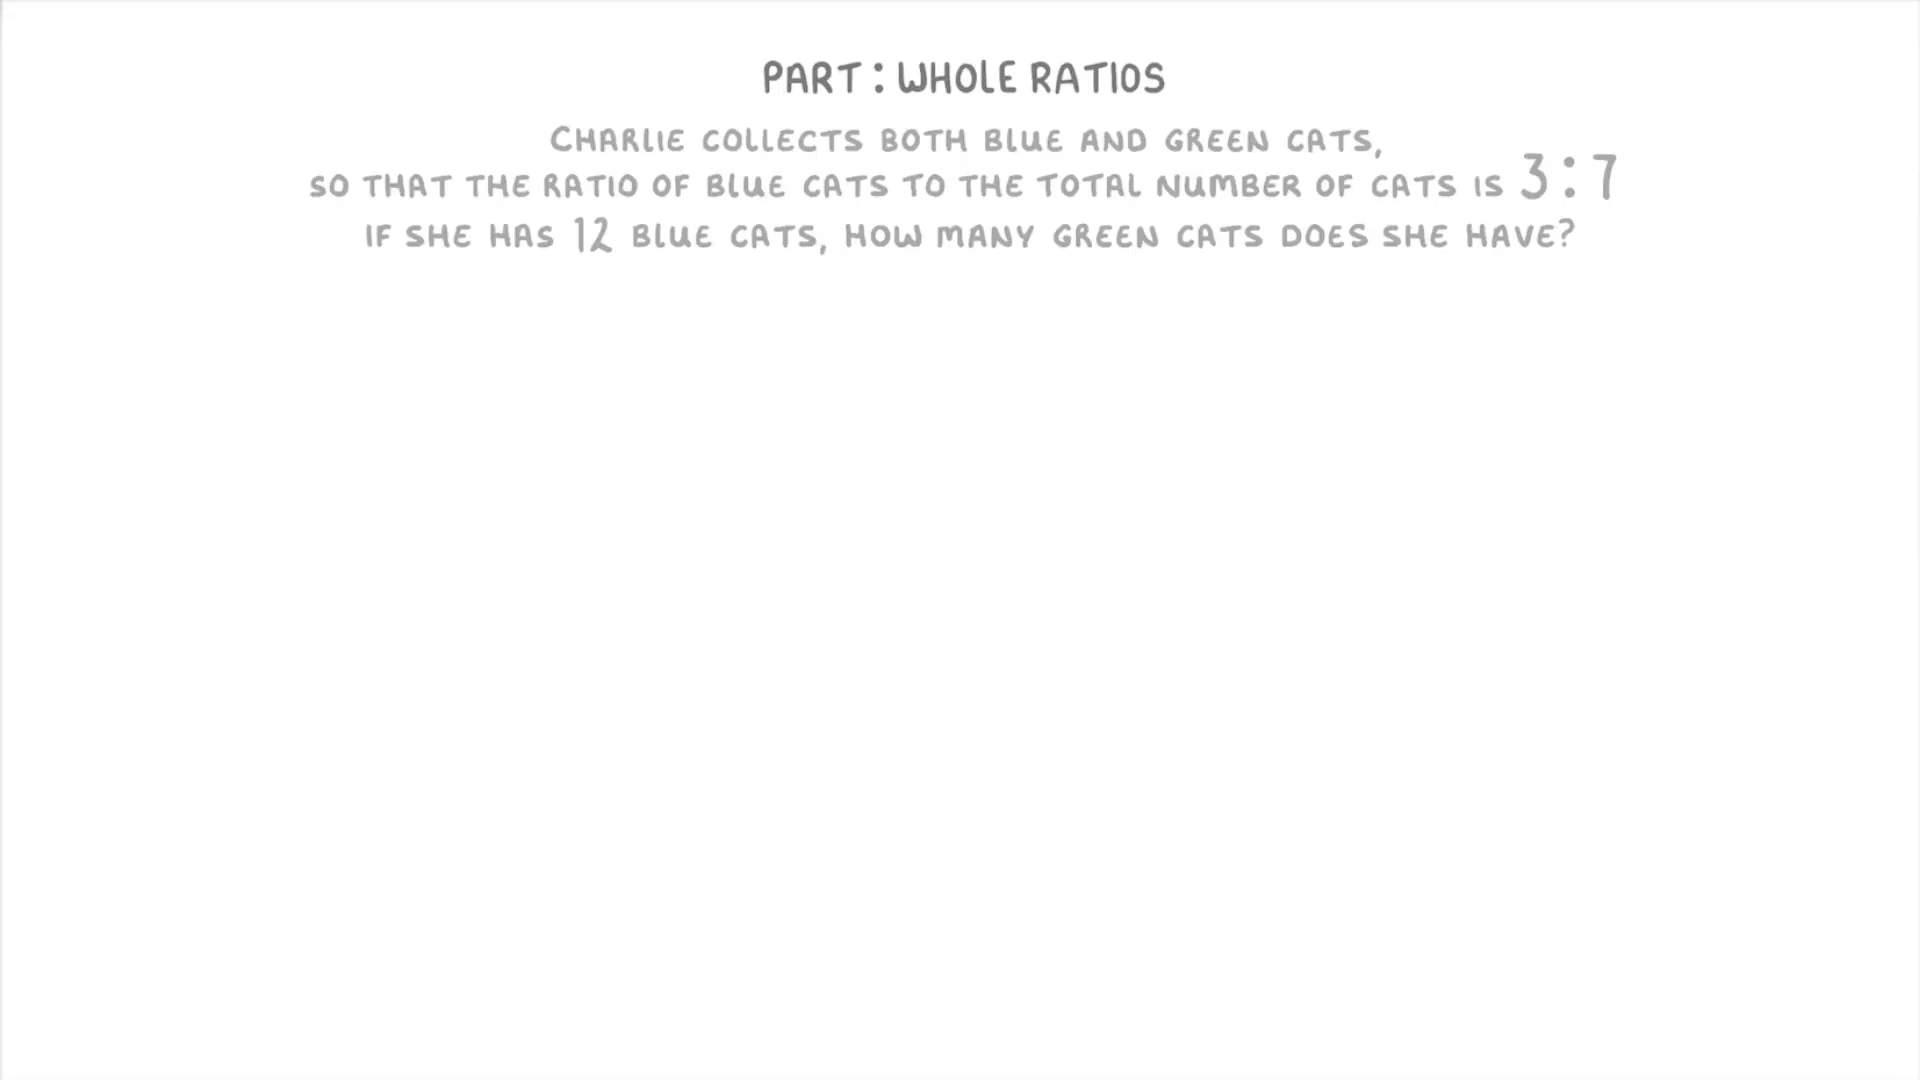 PART : WHOLE RATIOS
CHARLIE COLLECTS BOTH BLUE AND GREEN CATS,
SO THAT THE RATIO OF BLUE CATS TO THE TOTAL NUMBER OF CATS IS 3 : 7
IF SHE HAS 12 BLUE CATS, HOW MANY GREEN CATS DOES SHE HAVE?